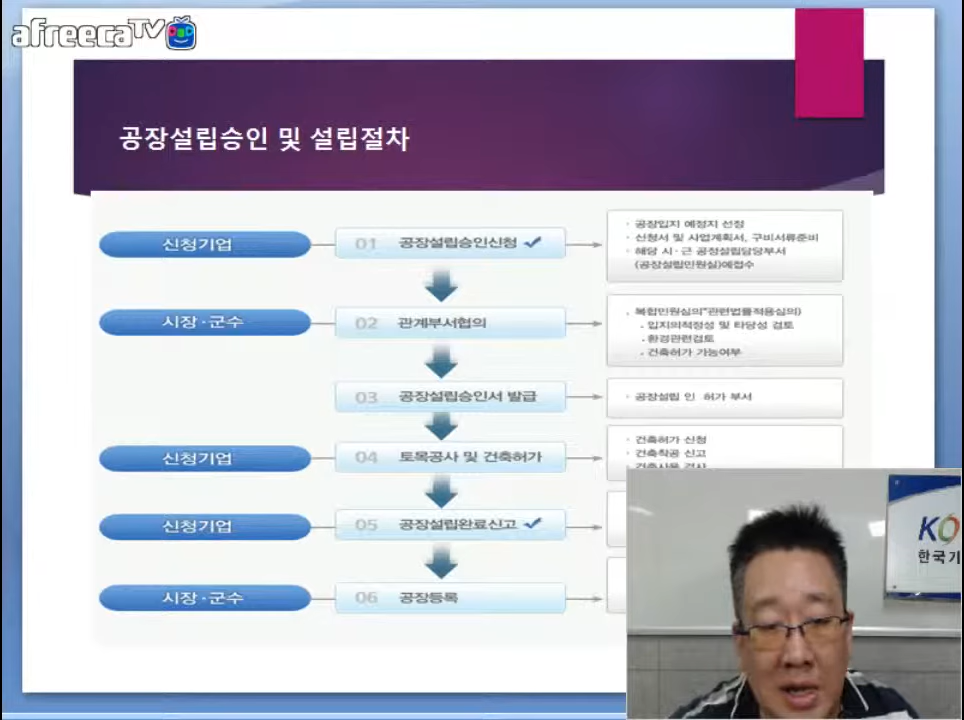 afreecaTV
공장설립승인 및 설립절차
신청기업
01 공장설립승인신청
· 공장입지 예정지 선정
· 신청서 및 사업계획서, 구비서류준비
· 해당 시·군 공정설립담당부서
(공장설립민원실)예접수
시장·군수
02 관계부서협의
· 복합민원심의"관련법률적용심의)
. 입지의적정성 및 타당성 검토
. 환경관련검토
. 건축허가 가능여부
03 공장설립승인서 발급
· 공장설립 인 허가 부서
신청기업
04 토목공사 및 건축허가
· 건축허가 신청
· 건축착공 신고
신청기업
05 공장설립완료신고
시장·군수
06 공장등록
KO
한국기